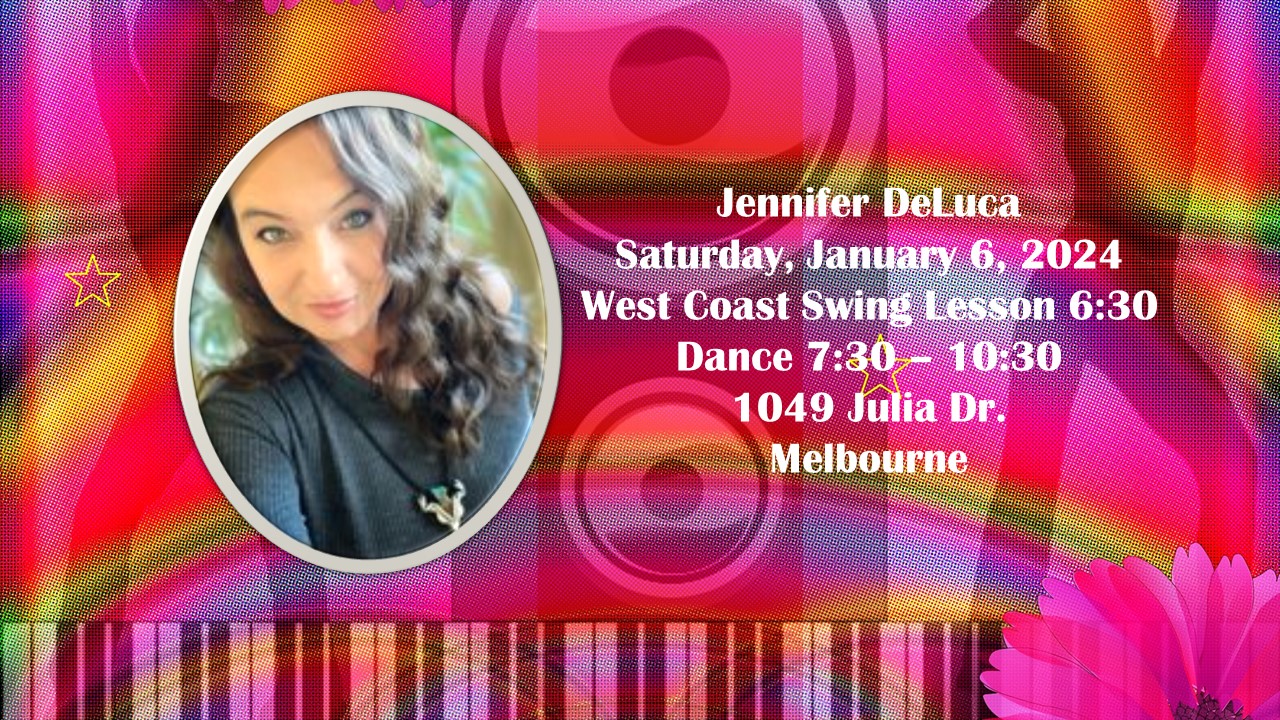 Jennifer DeLuca
Saturday, January 6, 2024
West Coast Swing Lesson 6:30
Dance 7:30 – 10:30
1049 Julia Dr.
Melbourne